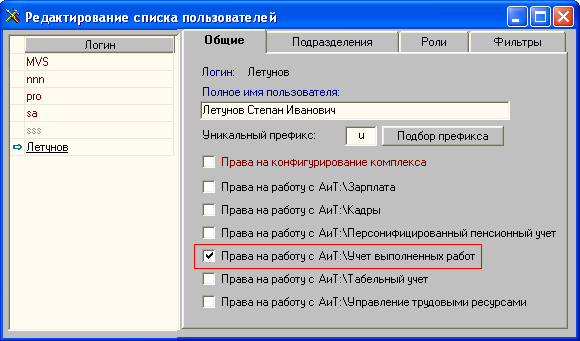 Редактирование списка пользователей
Логин
MVS
nnn
pro
sa
sss
Летунов
Общие
Подразделения
Роли
Фильтры
Логин: Летунов
Полное имя пользователя:
Летунов Степан Иванович
Уникальный префикс: u Подбор префикса
Права на конфигурирование комплекса
Права на работу с АиТ:\Зарплата
Права на работу с АиТ:\Кадры
Права на работу с АиТ:\Персонифицированный пенсионный учет
Права на работу с АиТ:\Учет выполненных работ
Права на работу с АиТ:\Табельный учет
Права на работу с АиТ:\Управление трудовыми ресурсами